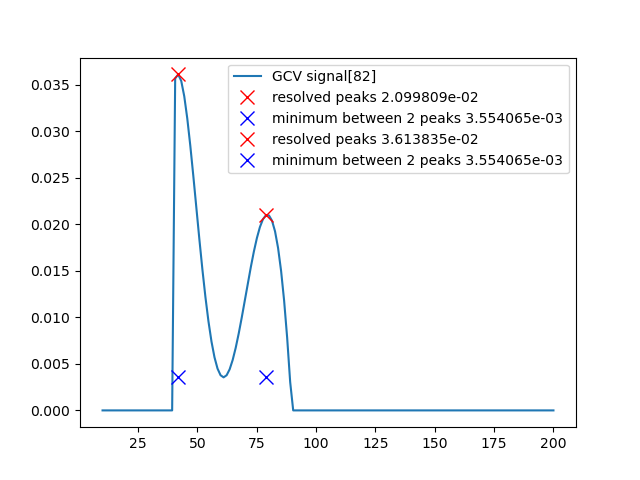 GCV signal[82]
resolved peaks 2.099809e-02
minimum between 2 peaks 3.554065e-03
resolved peaks 3.613835e-02
minimum between 2 peaks 3.554065e-03
0.035
0.030
0.025
0.020
0.015
0.010
0.005
0.000
25 50 75 100 125 150 175 200